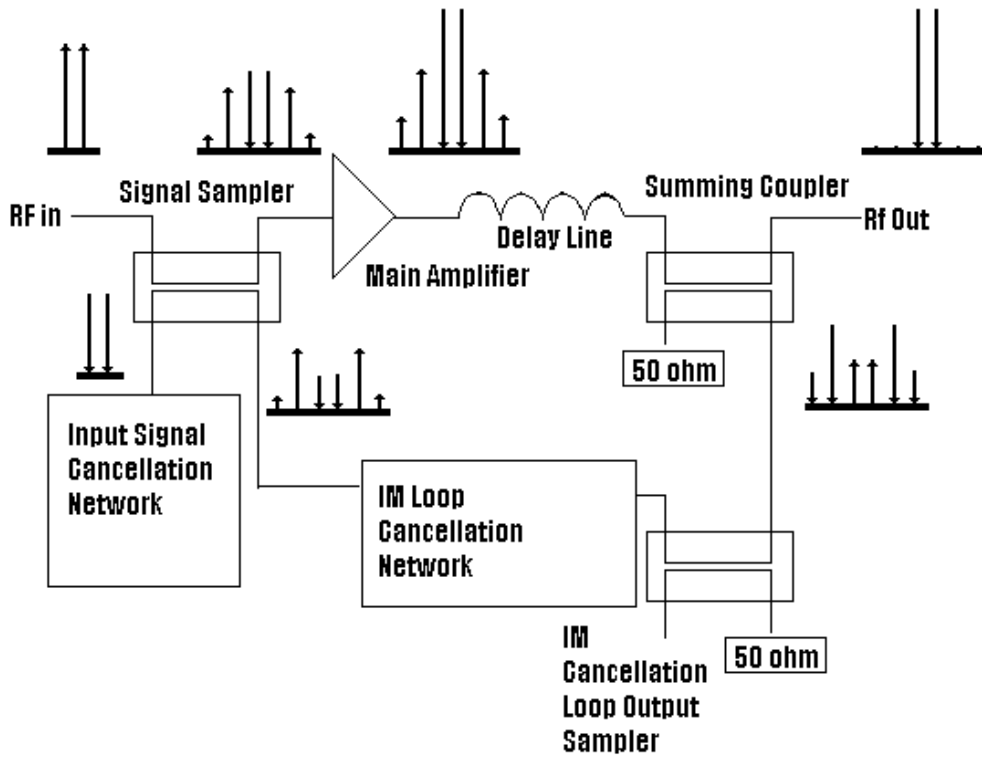 Signal Sampler
Summing Coupler
RF in
Rf Out
Delay Line
Main Amplifier
50 ohm
Input Signal
Cancellation
Network
IM Loop
Cancellation
Network
IM
Cancellation
Loop Output
Sampler
50 ohm